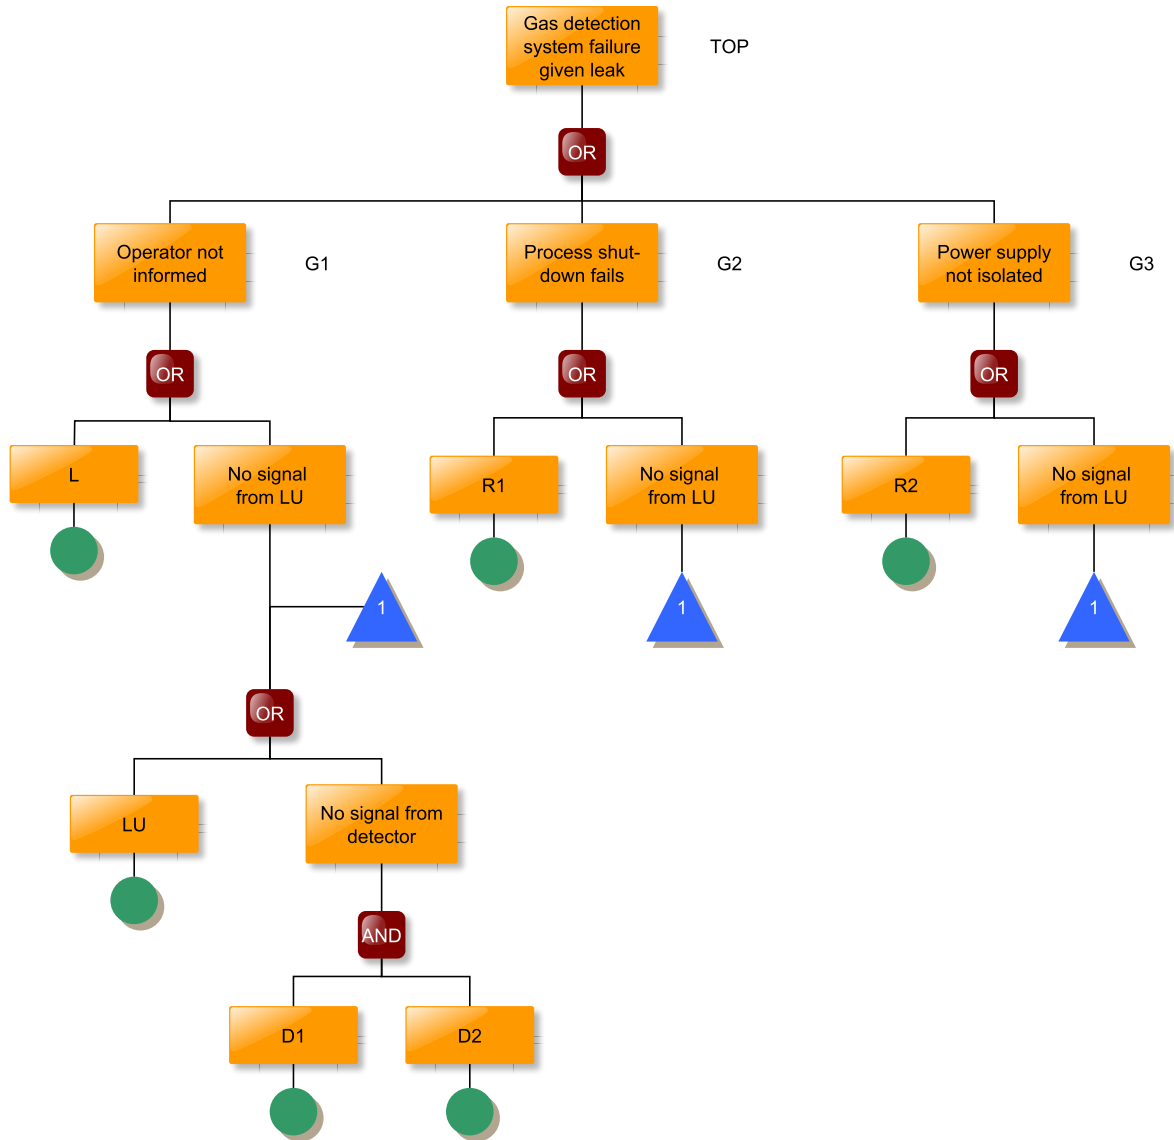 Gas detection
system failure
given leak
TOP
OR
Operator not
informed
G1
Process shut-
down fails
G2
Power supply
not isolated
G3
OR
OR
OR
L
No signal
from LU
R1
No signal
from LU
R2
No signal
from LU
1
1
1
OR
LU
No signal from
detector
AND
D1
D2